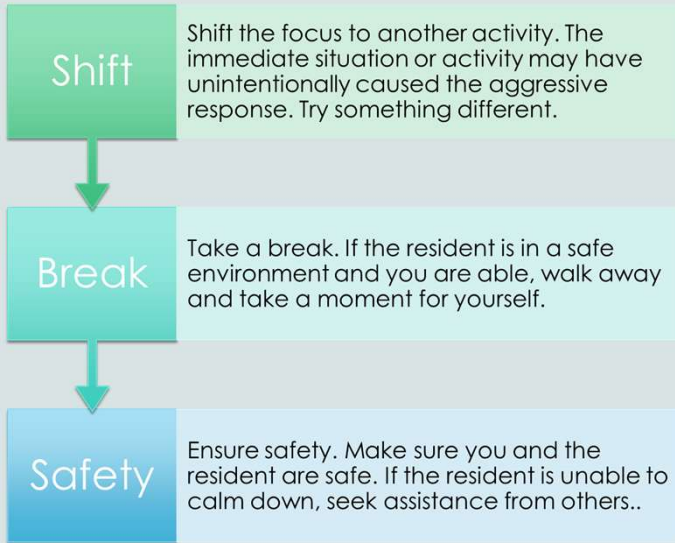 Shift
Shift the focus to another activity. The
immediate situation or activity may have
unintentionally caused the aggressive
response. Try something different.
Break
Take a break. If the resident is in a safe
environment and you are able, walk away
and take a moment for yourself.
Safety
Ensure safety. Make sure you and the
resident are safe. If the resident is unable to
calm down, seek assistance from others..